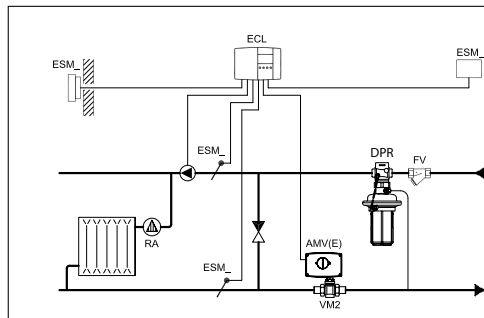 ECL
ESM_
ESM_
ESM_
DPR
FV
RA
AMV(E)
ESM_
VM2